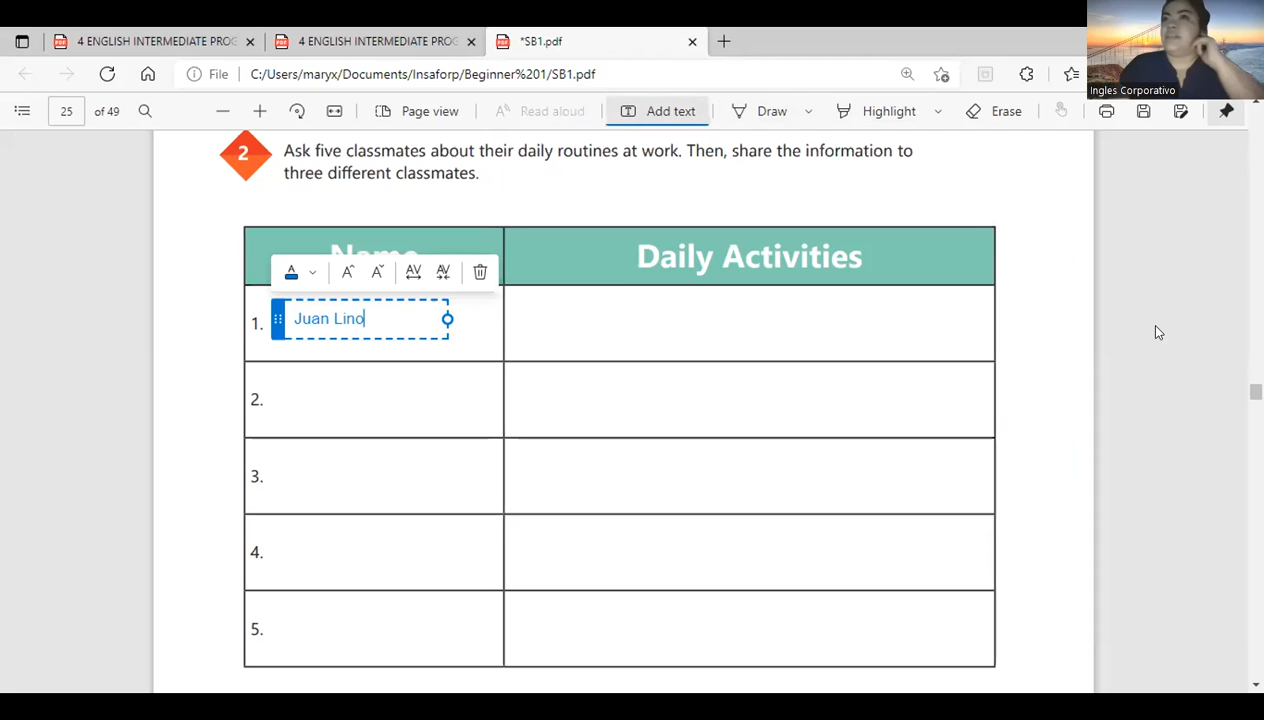 4 ENGLISH INTERMEDIATE PROG
4 ENGLISH INTERMEDIATE PROG
*SB1.pdf
File
C:/Users/maryx/Documents/Insaforp/Beginner%201/SB1.pdf
Ingles Corporativo
25 of 49
Page view
Read aloud
Add text
Draw
Highlight
Erase
2
Ask five classmates about their daily routines at work. Then, share the information to
three different classmates.
Name
Daily Activities
1. Juan Lino
2.
3.
4.
5.